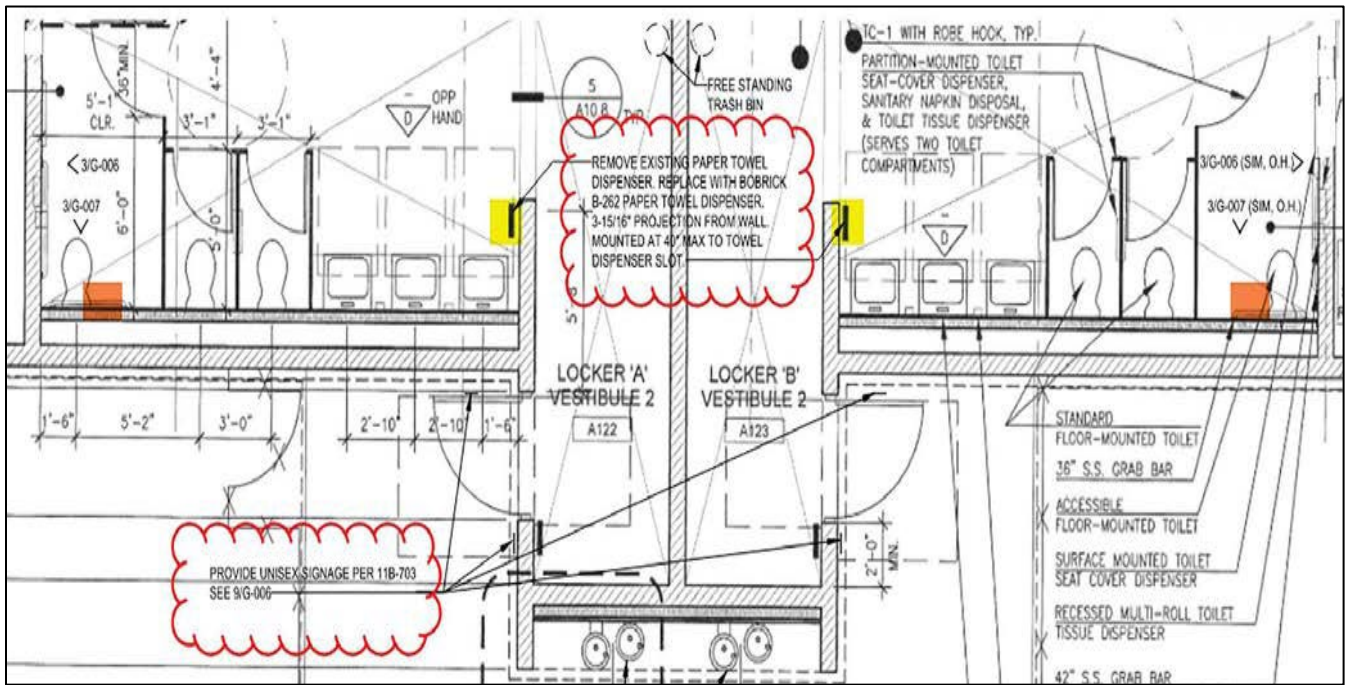 36"MIN.
4'-4"
5'-1
CLR.
3'-1"
3'-1"
3/G-006
3/G-007
6'-0"
5'-0"
OPP
HAND
D
5
A10.8
TYP
FREE STANDING
TRASH BIN
REMOVE EXISTING PAPER TOWEL
DISPENSER. REPLACE WITH BOBRICK
B-262 PAPER TOWEL DISPENSER.
3-15/16" PROJECTION FROM WALL.
MOUNTED AT 40" MAX TO TOWEL
DISPENSER SLOT
TC-1 WITH ROBE HOOK, TYP.
PARTITION-MOUNTED TOILET
SEAT-COVER DISPENSER,
SANITARY NAPKIN DISPOSAL,
& TOILET TISSUE DISPENSER
(SERVES TWO TOILET
COMPARTMENTS)
3/G-006 (SIM, O.H.)
3/G-007 (SIM, O.H.)
D
LOCKER 'A'
VESTIBULE 2
A122
LOCKER 'B'
VESTIBULE 2
A123
1'-6"
5'-2"
3'-0"
2'-10"
2'-10"
1'-6"
2'-0"
MIN.
PROVIDE UNISEX SIGNAGE PER 11B-703
SEE 9/G-006
STANDARD
FLOOR-MOUNTED TOILET
36" S.S. GRAB BAR
ACCESSIBLE
FLOOR-MOUNTED TOILET
SURFACE MOUNTED TOILET
SEAT COVER DISPENSER
RECESSED MULTI-ROLL TOILET
TISSUE DISPENSER
42" S.S. GRAB BAR